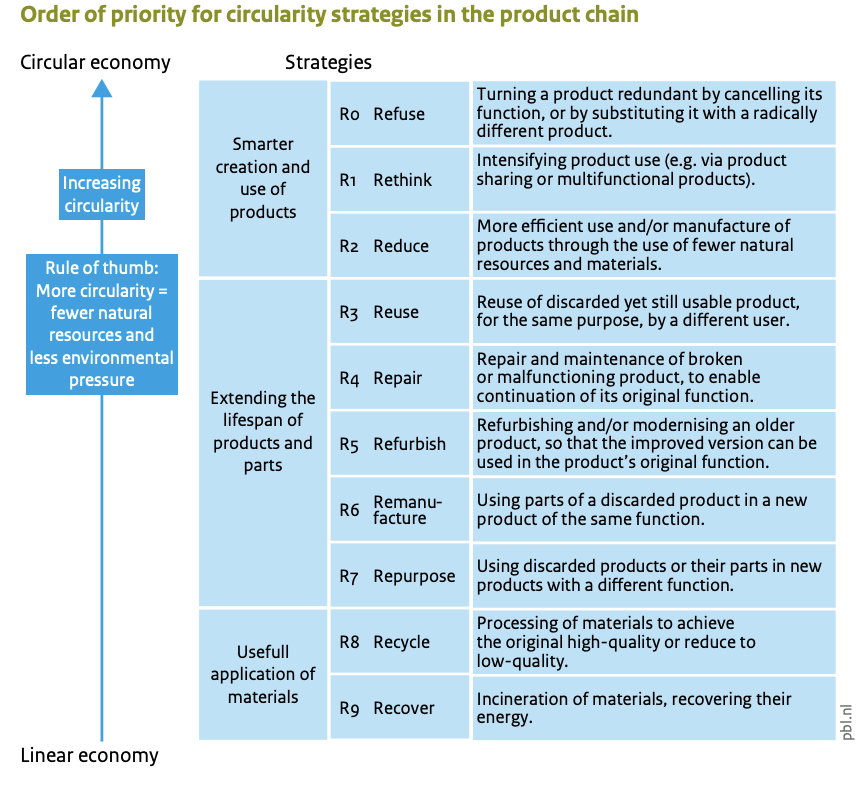 Order of priority for circularity strategies in the product chain
Circular economy
Strategies
Increasing
circularity
Rule of thumb:
More circularity =
fewer natural
resources and
less environmental
pressure
Linear economy
Smarter
creation and
use of
products
R0 Refuse
Turning a product redundant by cancelling its
function, or by substituting it with a radically
different product.
R1 Rethink
Intensifying product use (e.g. via product
sharing or multifunctional products).
R2 Reduce
More efficient use and/or manufacture of
products through the use of fewer natural
resources and materials.
Extending the
lifespan of
products and
parts
R3 Reuse
Reuse of discarded yet still usable product,
for the same purpose, by a different user.
R4 Repair
Repair and maintenance of broken
or malfunctioning product, to enable
continuation of its original function.
R5 Refurbish
Refurbishing and/or modernising an older
product, so that the improved version can be
used in the product's original function.
R6 Remanu-
facture
Using parts of a discarded product in a new
product of the same function.
R7 Repurpose
Using discarded products or their parts in new
products with a different function.
Usefull
application of
materials
R8 Recycle
Processing of materials to achieve
the original high-quality or reduce to
low-quality.
R9 Recover
Incineration of materials, recovering their
energy.
pbl.nl